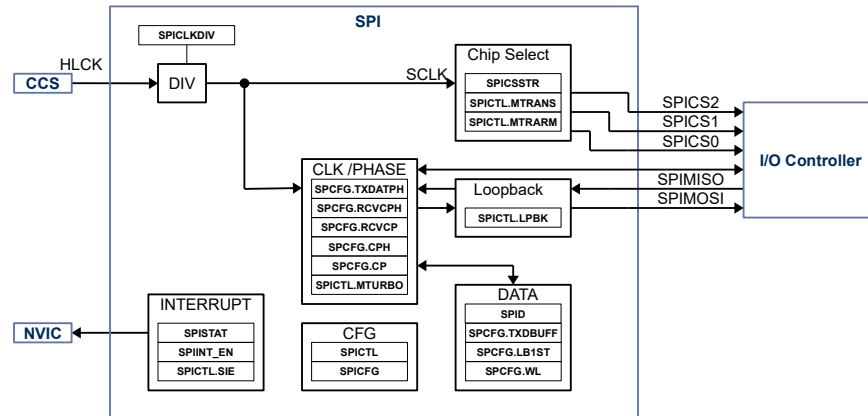 SPI
SPICLKDIV
HLCK
CCS
DIV
SCLK
Chip Select
SPICSSTR
SPICTL.MTRANS
SPICTL.MTRARM
SPICS2
SPICS1
SPICS0
I/O Controller
CLK /PHASE
SPCFG.TXDATPH
SPCFG.RCVCPH
SPCFG.RCVCP
SPCFG.CPH
SPCFG.CP
SPICTL.MTURBO
Loopback
SPICTL.LPBK
SPIMISO
SPIMOSI
INTERRUPT
SPISTAT
SPIINT_EN
SPICTL.SIE
NVIC
CFG
SPICTL
SPICFG
DATA
SPID
SPCFG.TXDBUFF
SPCFG.LB1ST
SPCFG.WL